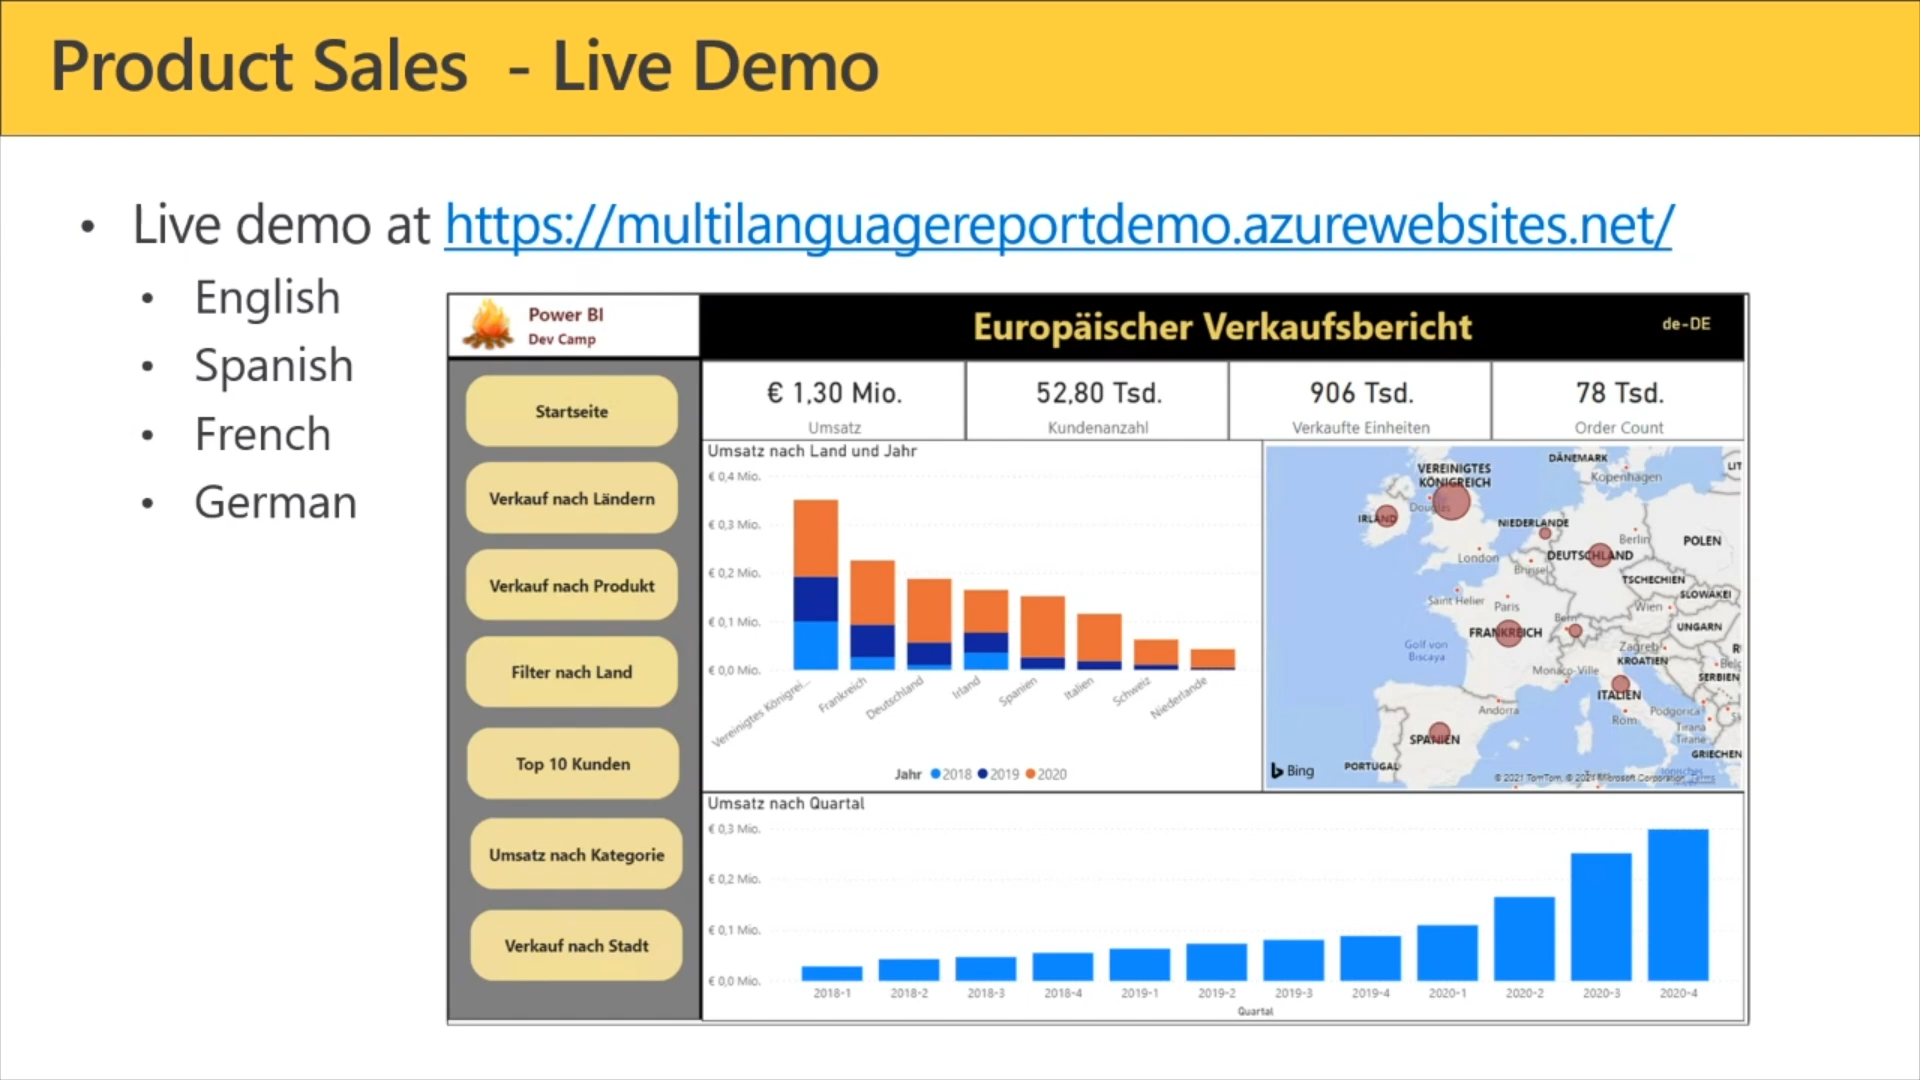 Product Sales - Live Demo
• Live demo at https://multilanguagereportdemo.azurewebsites.net/
• English
• Spanish
• French
• German
Power BI
Dev Camp
Europäischer Verkaufsbericht
de-DE
Startseite
Verkauf nach Ländern
Verkauf nach Produkt
Filter nach Land
Top 10 Kunden
Umsatz nach Kategorie
Verkauf nach Stadt
€ 1,30 Mio.
Umsatz
52,80 Tsd.
Kundenanzahl
906 Tsd.
Verkaufte Einheiten
78 Tsd.
Order Count
Umsatz nach Land und Jahr
€ 0,4 Mio.
€ 0,3 Mio.
€ 0,2 Mio.
€ 0,1 Mio.
€ 0,0 Mio.
Vereinigtes Königrei...
Frankreich
Deutschland
Irland
Spanien
Italien
Schweiz
Niederlande
Jahr 2018 2019 2020
DÄNEMARK
LIT
VEREINIGTES
KÖNIGREICH
Kopenhagen
Douglas
IRLAND
NIEDERLANDE
Berlin
POLEN
London
DEUTSCHLAND
Brüssel
TSCHECHIEN
SLOWAKEI
Saint Helier
Paris
Wien
Bern
UNGARN
FRANKREICH
Golf von
Biscaya
Zagreb
KROATIEN
Monaco-Ville
SERBIEN
ITALIEN
Andorra
Rom
Podgorica
Tirana
Tirane
SPANIEN
GRIECHEN
PORTUGAL
Bing
© 2021 TomTom, © 2021 Microsoft Corporation Terms
Umsatz nach Quartal
€ 0,3 Mio.
€ 0,2 Mio.
€ 0,1 Mio.
€ 0,0 Mio.
2018-1
2018-2
2018-3
2018-4
2019-1
2019-2
2019-3
2019-4
2020-1
2020-2
2020-3
2020-4
Quartal